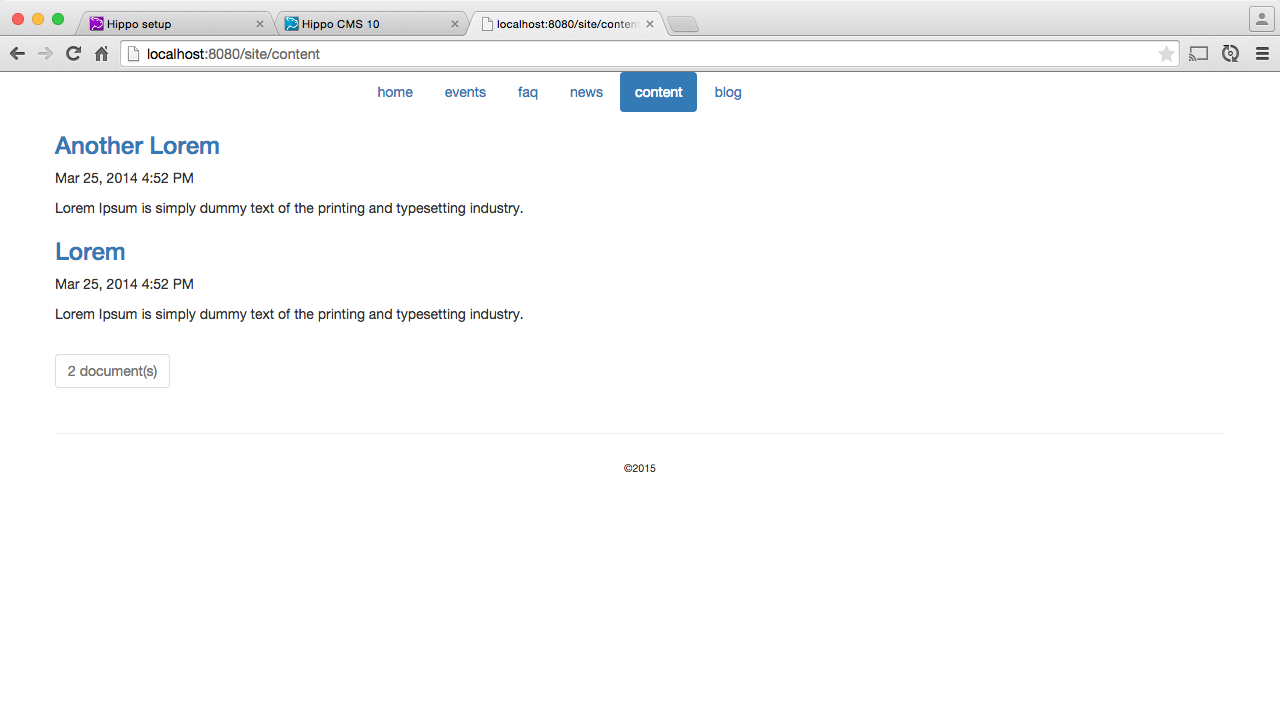 Hippo setup
Hippo CMS 10
localhost:8080/site/conten
localhost:8080/site/content
home events faq news content blog
Another Lorem
Mar 25, 2014 4:52 PM
Lorem Ipsum is simply dummy text of the printing and typesetting industry.
Lorem
Mar 25, 2014 4:52 PM
Lorem Ipsum is simply dummy text of the printing and typesetting industry.
2 document(s)
©2015